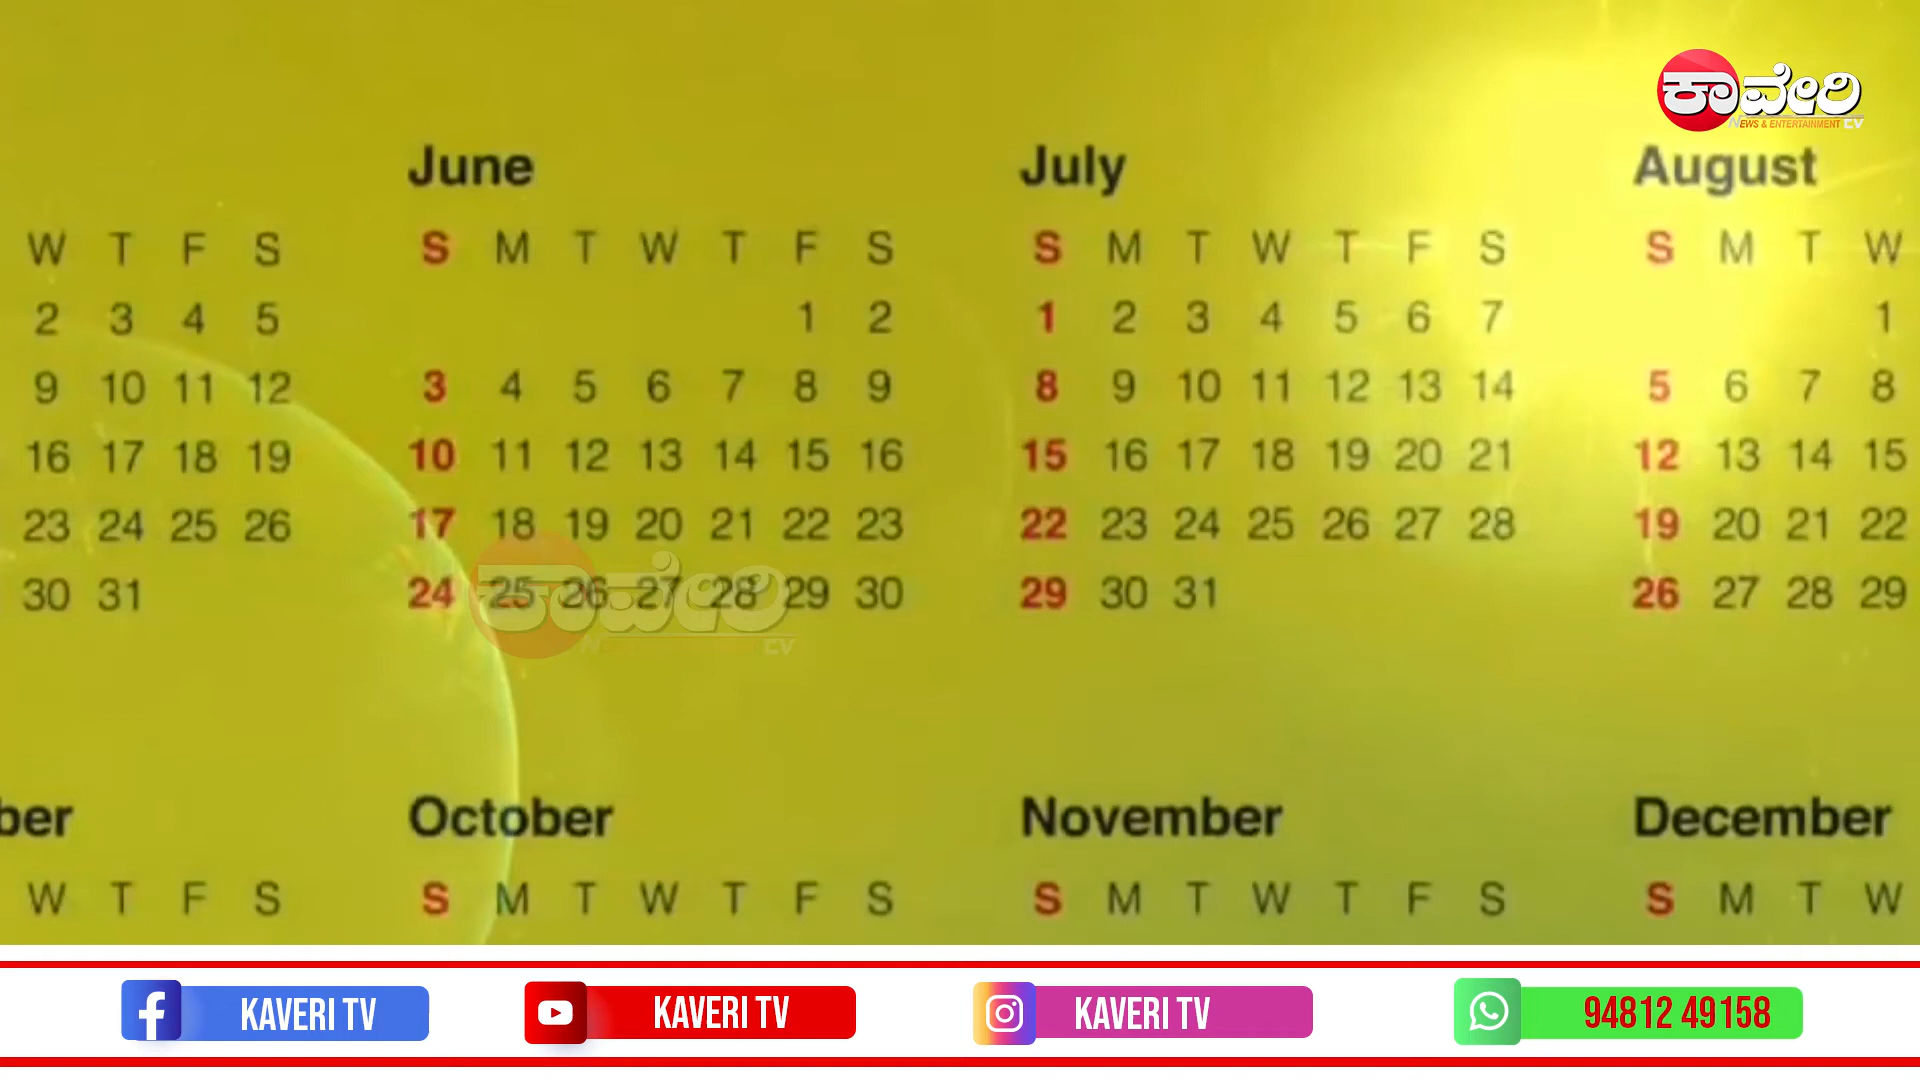 ಕಾವೇರಿ
NEWS & ENTERTAINMENT TV
June July August
W T F S S M T W T F S S M T W T F S S M T W
2 3 4 5 1 2 1 2 3 4 5 6 7 1
9 10 11 12 3 4 5 6 7 8 9 8 9 10 11 12 13 14 5 6 7 8
16 17 18 19 10 11 12 13 14 15 16 15 16 17 18 19 20 21 12 13 14 15
23 24 25 26 17 18 19 20 21 22 23 22 23 24 25 26 27 28 19 20 21 22
30 31 24 25 26 27 28 29 30 29 30 31 26 27 28 29
ಕಾವೇರಿ
ber October November December
W T F S S M T W T F S S M T W T F S S M T W
KAVERI TV KAVERI TV KAVERI TV 94812 49158